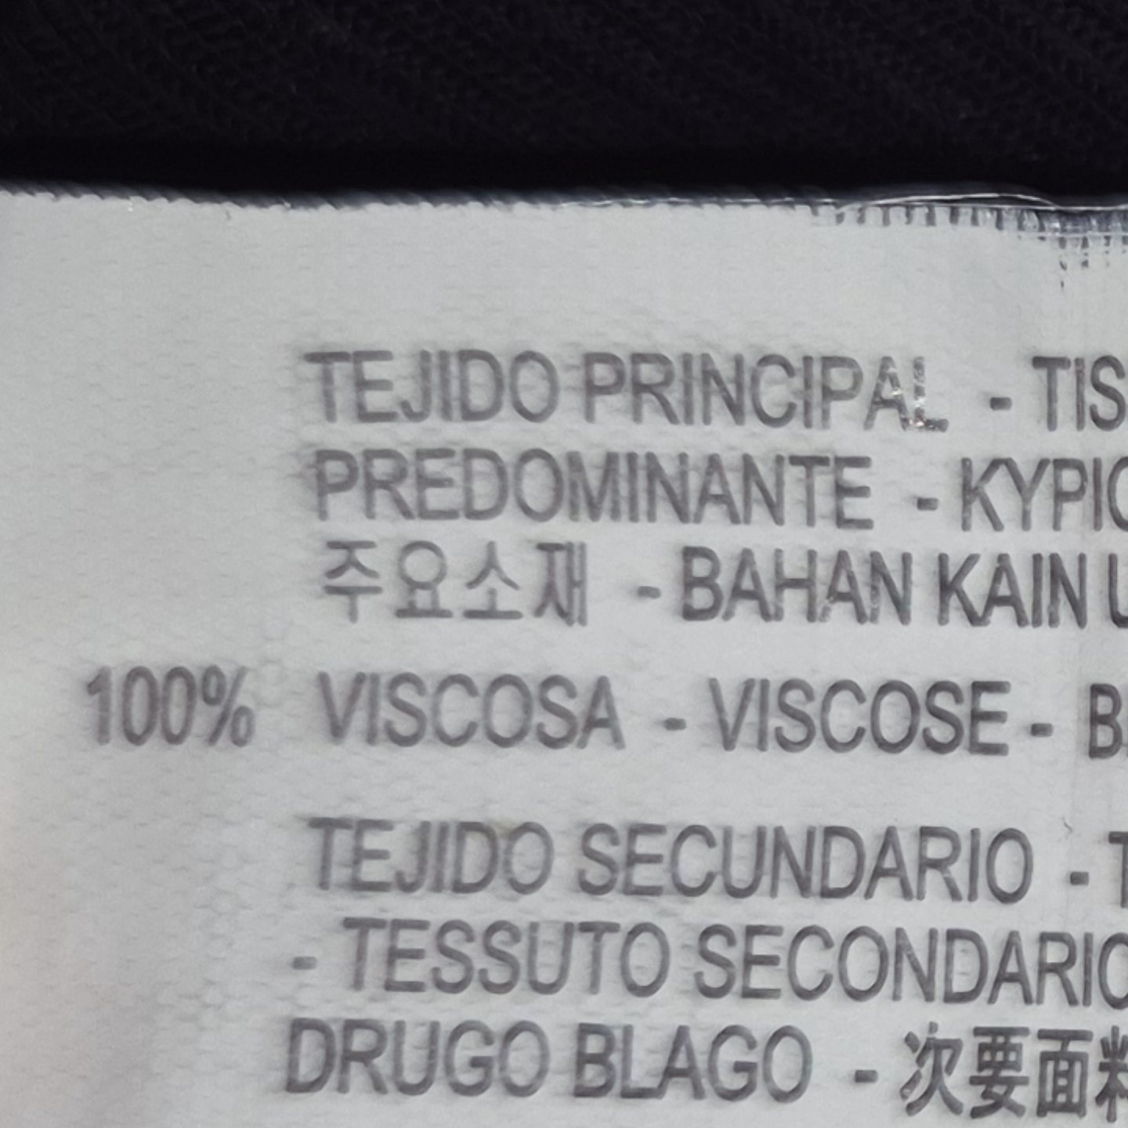 TEJIDO PRINCIPAL - TIS
PREDOMINANTE - KYPIO
주요소재 - BAHAN KAIN U
100% VISCOSA - VISCOSE - B
TEJIDO SECUNDARIO - T
- TESSUTO SECONDARIO
DRUGO BLAGO - 次要面料